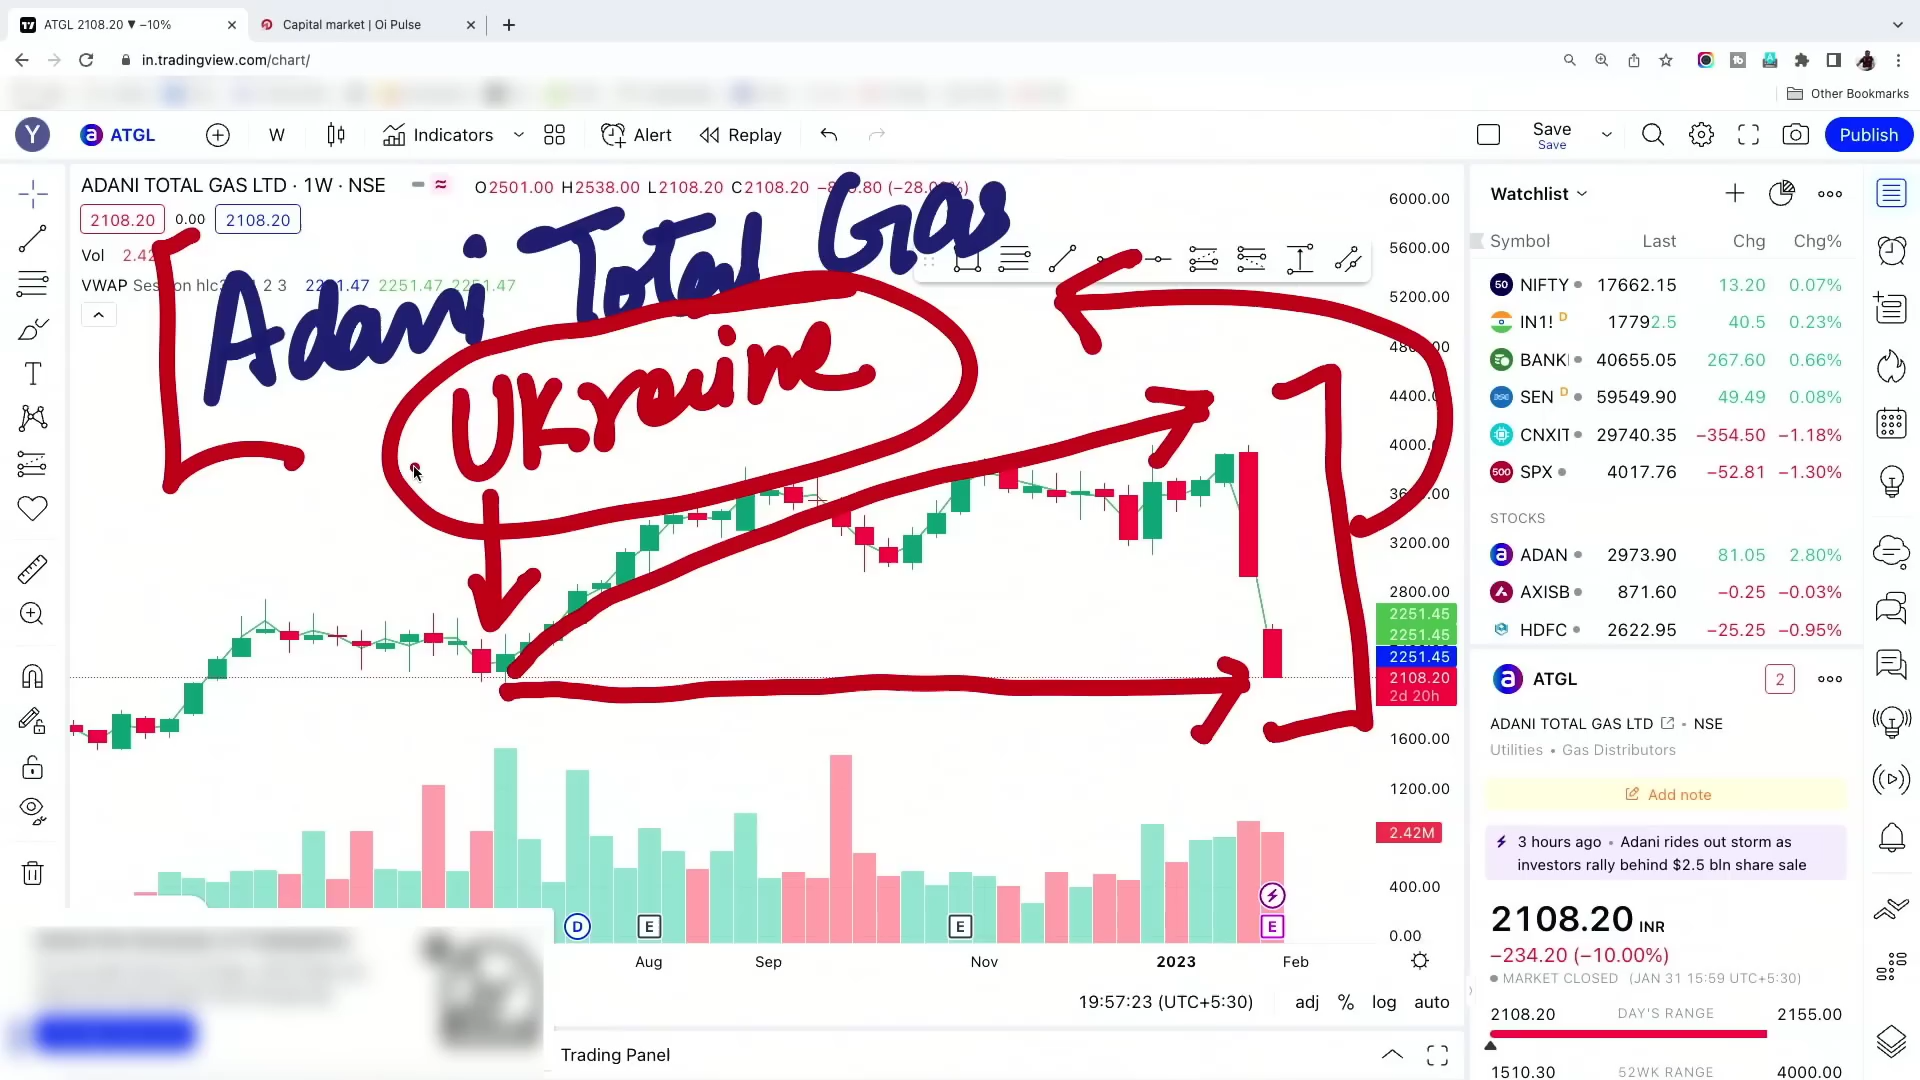 ATGL 2108.20 ▼ −10%
Capital market | Oi Pulse
in.tradingview.com/chart/
Other Bookmarks
Y
ATGL
W
Indicators
Alert
Replay
Save
Save
Publish
ADANI TOTAL GAS LTD · 1W · NSE
O2501.00 H2538.00 L2108.20 C2108.20
2108.20 0.00 2108.20
Vol
VWAP
2251.47 2251.47
Adani Total Gas
Ukraine
6000.00
5600.00
5200.00
4400.0
4000
3200.00
2800.00
2251.45
2251.45
2251.45
2108.20
2d 20h
1600.00
1200.00
2.42M
400.00
0.00
D E E E
Aug Sep Nov 2023 Feb
19:57:23 (UTC+5:30) adj % log auto
Trading Panel
Watchlist
Symbol Last Chg Chg%
50 NIFTY 17662.15 13.20 0.07%
IN1! D 17792.5 40.5 0.23%
BANK 40655.05 267.60 0.66%
SEN D 59549.90 49.49 0.08%
CNXIT 29740.35 −354.50 −1.18%
500 SPX 4017.76 −52.81 −1.30%
STOCKS
ADAN 2973.90 81.05 2.80%
AXISB 871.60 −0.25 −0.03%
HDFC 2622.95 −25.25 −0.95%
ATGL 2
ADANI TOTAL GAS LTD • NSE
Utilities • Gas Distributors
Add note
3 hours ago • Adani rides out storm as
investors rally behind $2.5 bln share sale
2108.20 INR
−234.20 (−10.00%)
MARKET CLOSED (JAN 31 15:59 UTC+5:30)
2108.20 DAY'S RANGE 2155.00
1510.30 52WK RANGE 4000.00